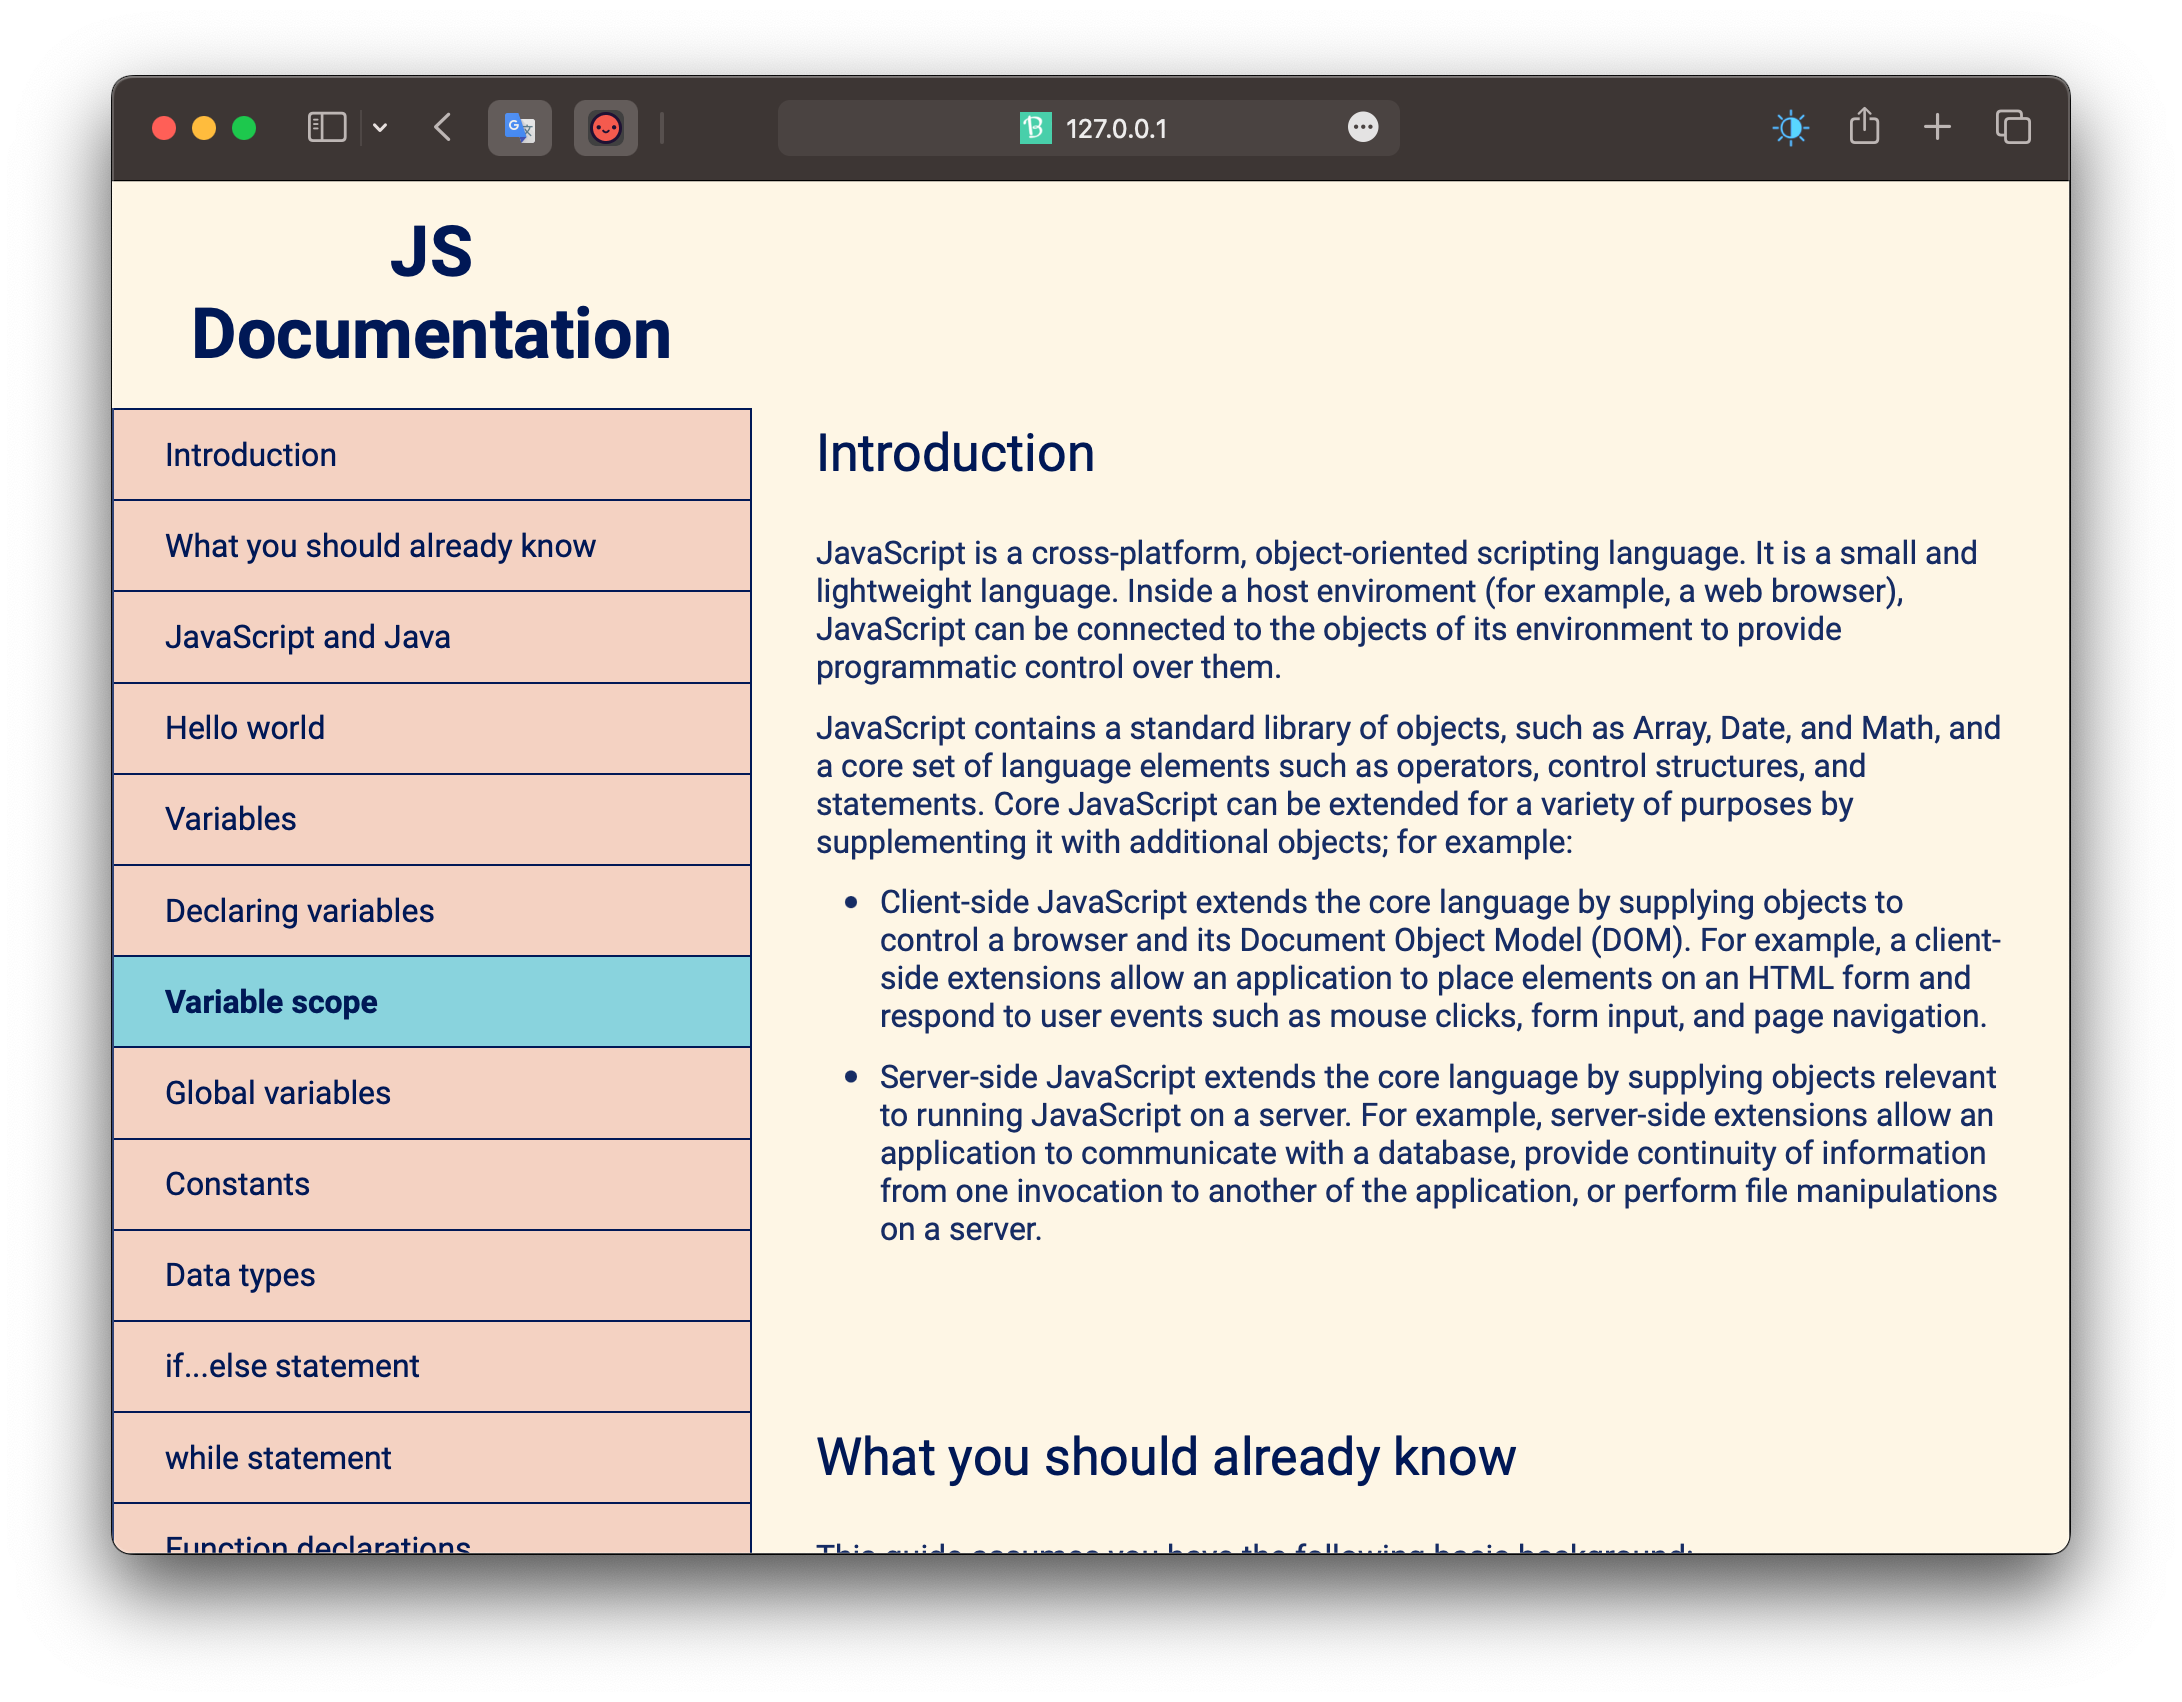 127.0.0.1
JS
Documentation
Introduction
What you should already know
JavaScript and Java
Hello world
Variables
Declaring variables
Variable scope
Global variables
Constants
Data types
if...else statement
while statement
Function declarations
Introduction
JavaScript is a cross-platform, object-oriented scripting language. It is a small and
lightweight language. Inside a host enviroment (for example, a web browser),
JavaScript can be connected to the objects of its environment to provide
programmatic control over them.
JavaScript contains a standard library of objects, such as Array, Date, and Math, and
a core set of language elements such as operators, control structures, and
statements. Core JavaScript can be extended for a variety of purposes by
supplementing it with additional objects; for example:
• Client-side JavaScript extends the core language by supplying objects to
control a browser and its Document Object Model (DOM). For example, a client-
side extensions allow an application to place elements on an HTML form and
respond to user events such as mouse clicks, form input, and page navigation.
• Server-side JavaScript extends the core language by supplying objects relevant
to running JavaScript on a server. For example, server-side extensions allow an
application to communicate with a database, provide continuity of information
from one invocation to another of the application, or perform file manipulations
on a server.
What you should already know
This guide assumes you have the following basic background: